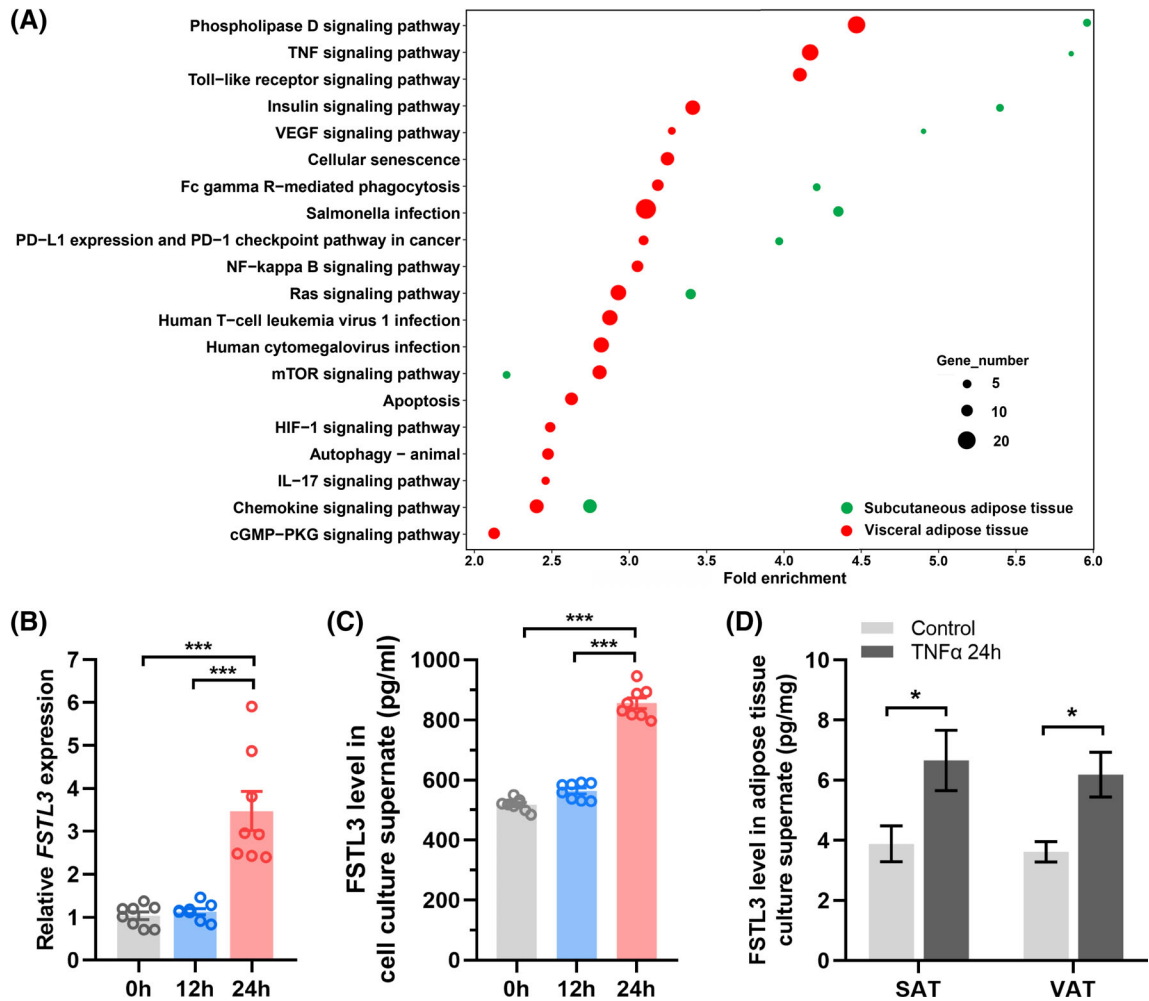 (A)
Phospholipase D signaling pathway
TNF signaling pathway
Toll−like receptor signaling pathway
Insulin signaling pathway
VEGF signaling pathway
Cellular senescence
Fc gamma R−mediated phagocytosis
Salmonella infection
PD−L1 expression and PD−1 checkpoint pathway in cancer
NF−kappa B signaling pathway
Ras signaling pathway
Human T−cell leukemia virus 1 infection
Human cytomegalovirus infection
mTOR signaling pathway
Apoptosis
HIF−1 signaling pathway
Autophagy − animal
IL−17 signaling pathway
Chemokine signaling pathway
cGMP−PKG signaling pathway
Gene_number
5
10
20
Subcutaneous adipose tissue
Visceral adipose tissue
2.0 2.5 3.0 3.5 4.0 4.5 5.0 5.5 6.0
Fold enrichment
(B)
Relative FSTL3 expression
7
6
5
4
3
2
1
0
***
***
0h 12h 24h
(C)
FSTL3 level in
cell culture supernate (pg/ml)
1000
800
600
400
200
0
***
***
0h 12h 24h
(D)
Control
TNFα 24h
FSTL3 level in adipose tissue
culture supernate (pg/mg)
10
8
6
4
2
0
*
*
SAT VAT